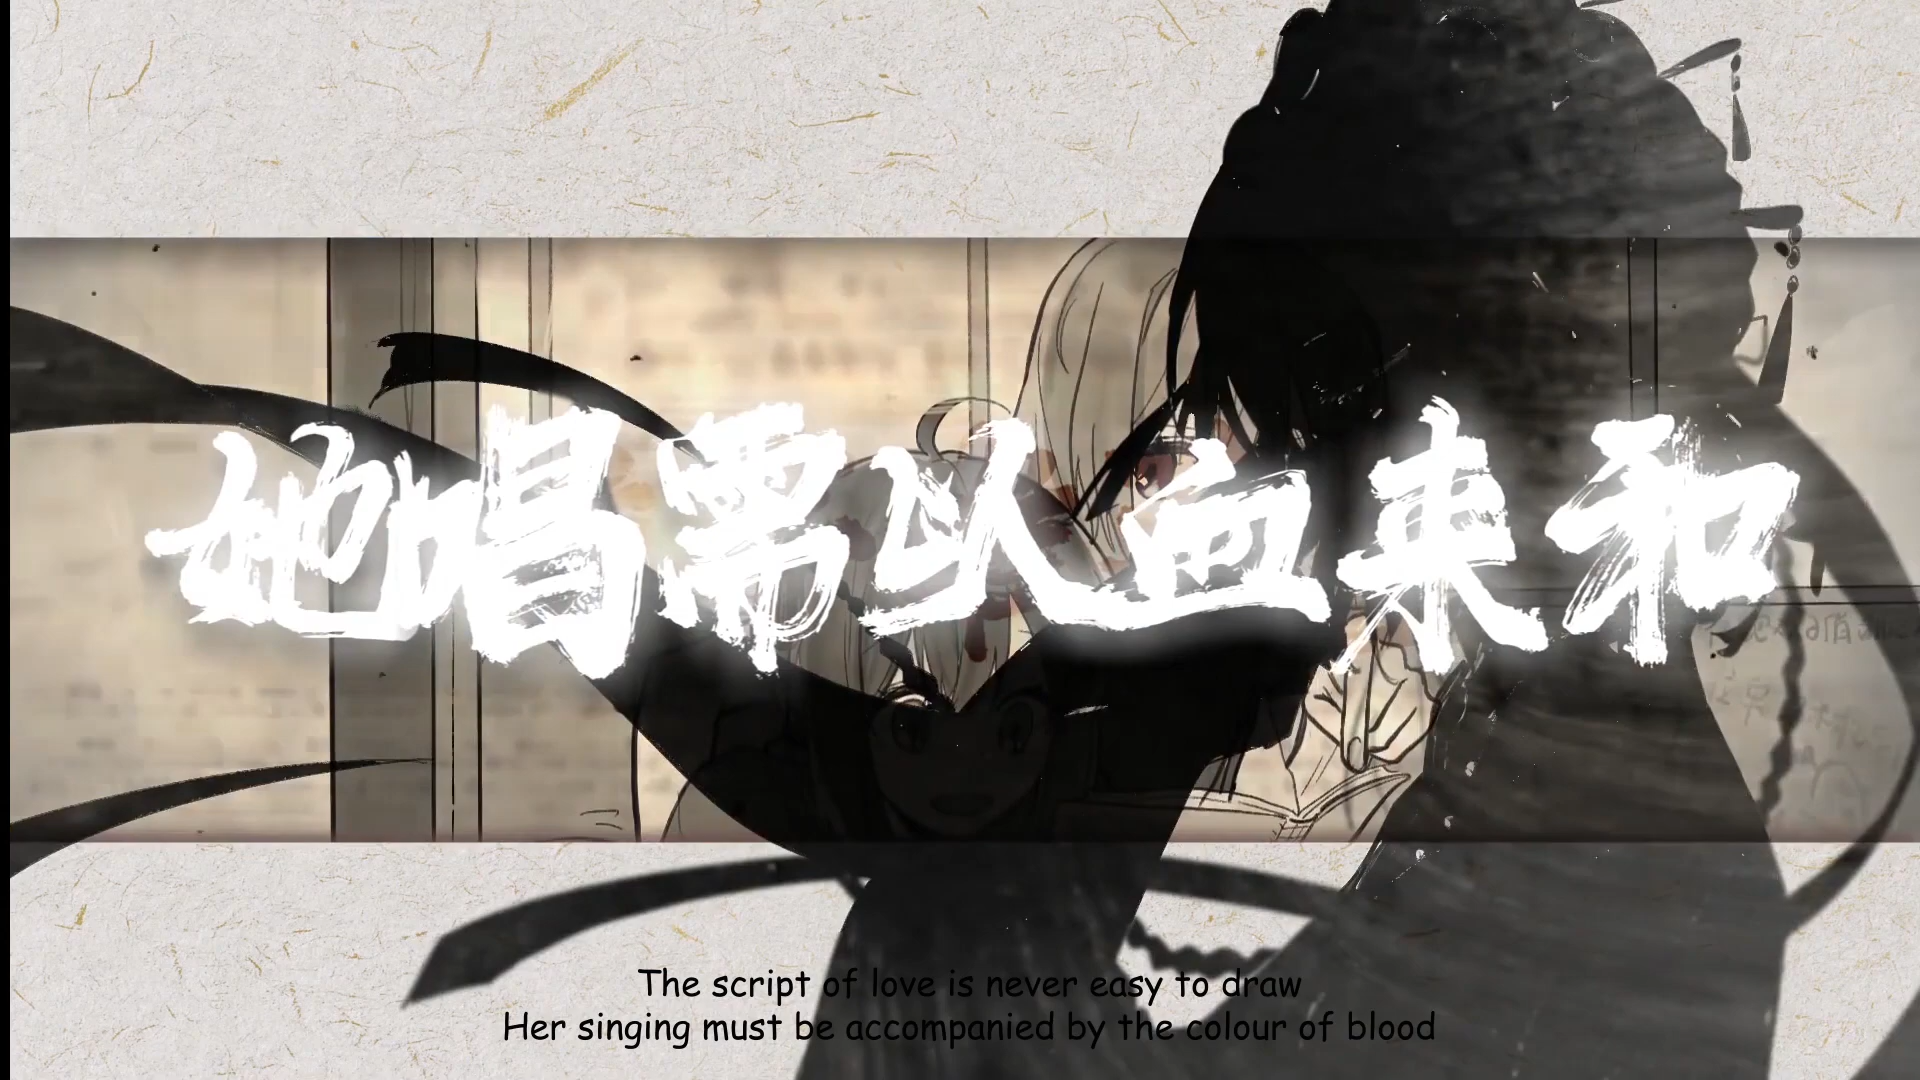 她唱需以血来和
The script of love is never easy to draw
Her singing must be accompanied by the colour of blood